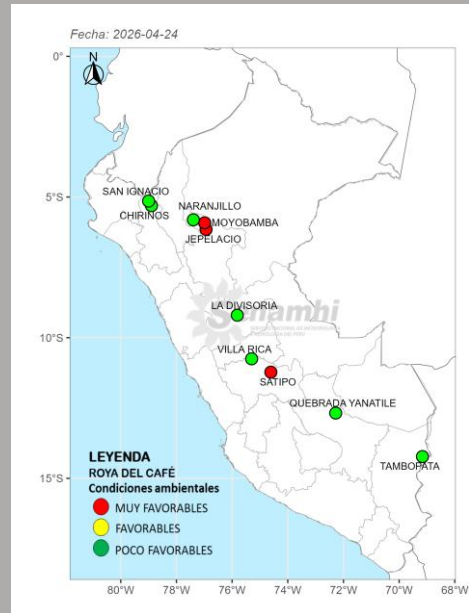 Fecha: 2026-04-24
N
0°
SAN IGNACIO
5°S
CHIRINOS
NARANJILLO
MOYOBAMBA
JEPELACIO
LA DIVISORIA
Senamhi
10°S
VILLA RICA
SATIPO
QUEBRADA YANATILE
TAMBOPATA
LEYENDA
ROYA DEL CAFÉ
Condiciones ambientales
15°S
MUY FAVORABLES
FAVORABLES
POCO FAVORABLES
80°W 78°W 76°W 74°W 72°W 70°W 68°W